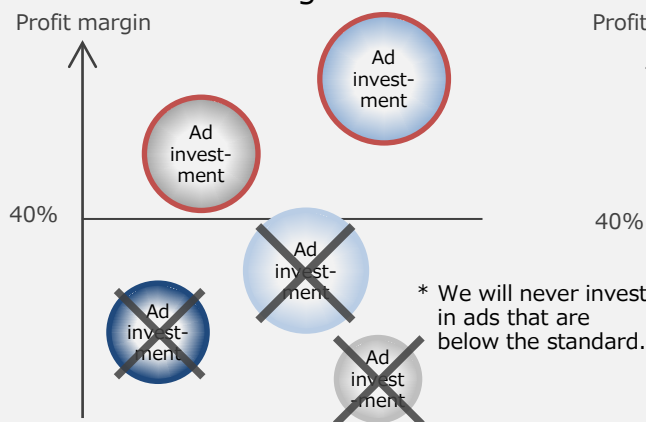 Profit margin
Profit
Ad
invest-
ment
Ad
invest-
ment
40%
40%
Ad
invest-
ment
* We will never invest
in ads that are
below the standard.
Ad
invest-
ment
Ad
invest
-ment